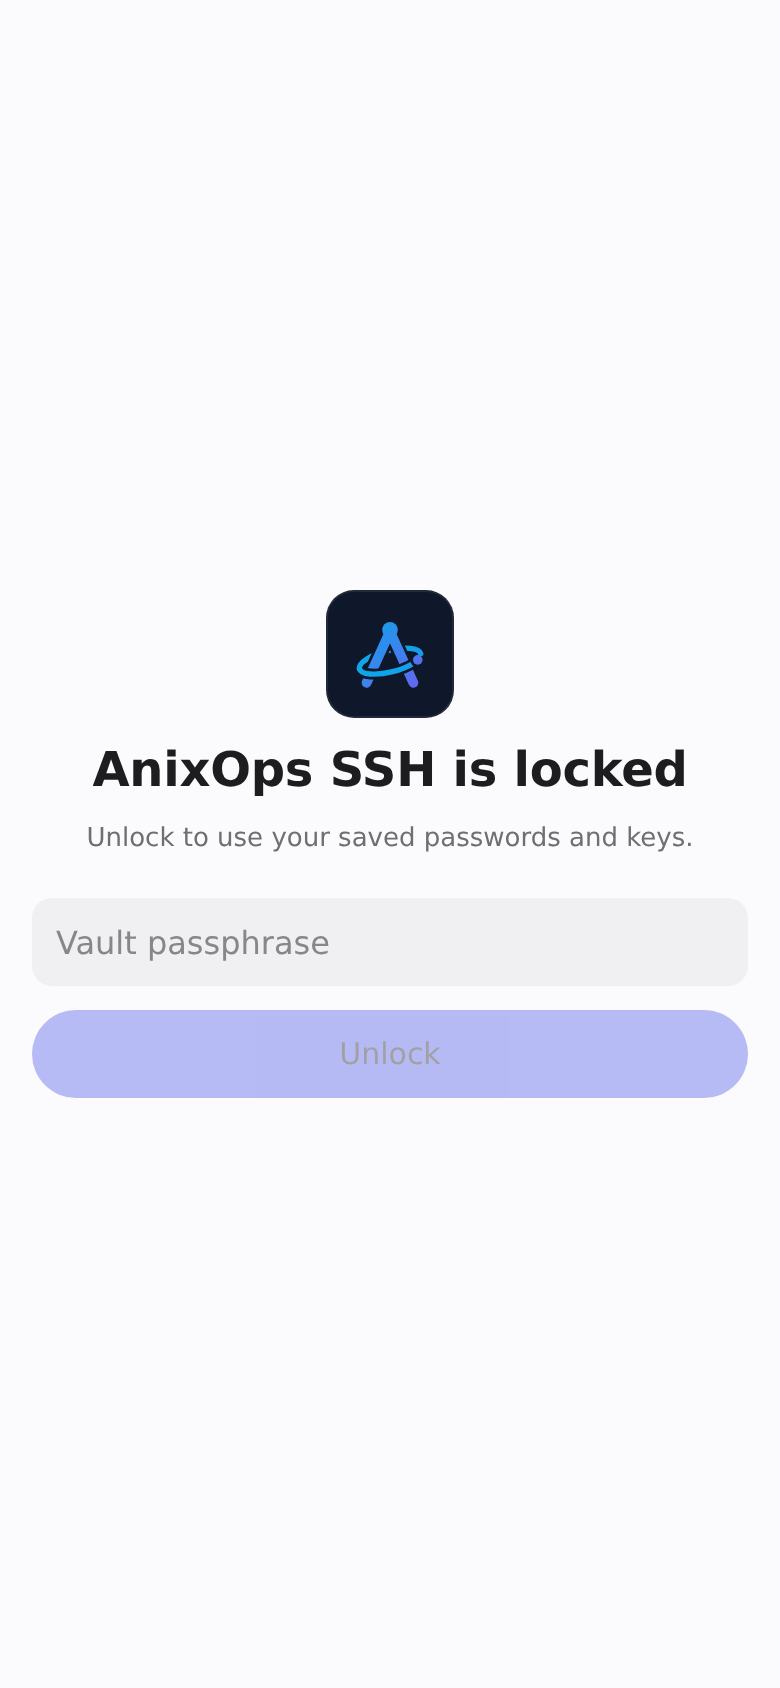 AnixOps SSH is locked
Unlock to use your saved passwords and keys.
Vault passphrase
Unlock